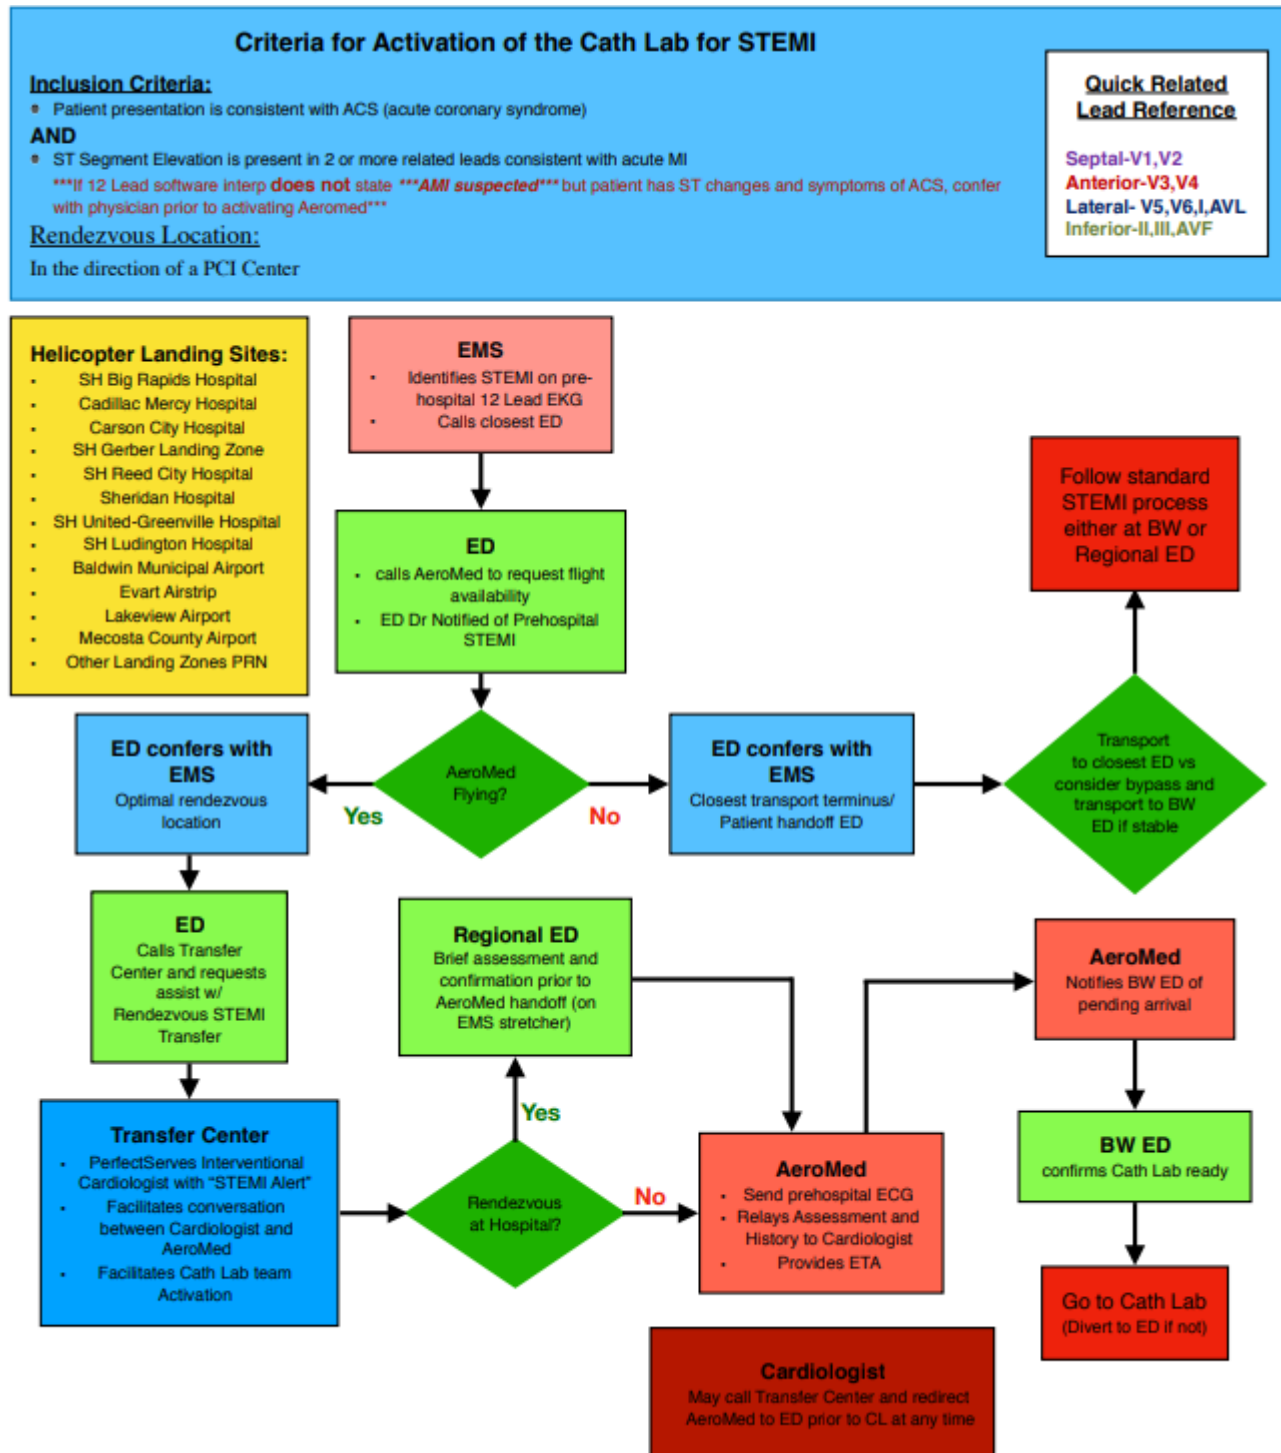 Criteria for Activation of the Cath Lab for STEMI
Inclusion Criteria:
• Patient presentation is consistent with ACS (acute coronary syndrome)
AND
• ST Segment Elevation is present in 2 or more related leads consistent with acute MI
***If 12 Lead software interp does not state ***AMI suspected*** but patient has ST changes and symptoms of ACS, confer
with physician prior to activating Aeromed***
Rendezvous Location:
In the direction of a PCI Center
Quick Related
Lead Reference
Septal-V1,V2
Anterior-V3,V4
Lateral- V5,V6,I,AVL
Inferior-II,III,AVF
Helicopter Landing Sites:
• SH Big Rapids Hospital
• Cadillac Mercy Hospital
• Carson City Hospital
• SH Gerber Landing Zone
• SH Reed City Hospital
• Sheridan Hospital
• SH United-Greenville Hospital
• SH Ludington Hospital
• Baldwin Municipal Airport
• Evart Airstrip
• Lakeview Airport
• Mecosta County Airport
• Other Landing Zones PRN
EMS
• Identifies STEMI on pre-
hospital 12 Lead EKG
• Calls closest ED
ED
• calls AeroMed to request flight
availability
• ED Dr Notified of Prehospital
STEMI
Follow standard
STEMI process
either at BW or
Regional ED
ED confers with
EMS
Optimal rendezvous
location
Yes
AeroMed
Flying?
No
ED confers with
EMS
Closest transport terminus/
Patient handoff ED
Transport
to closest ED vs
consider bypass and
transport to BW
ED if stable
ED
Calls Transfer
Center and requests
assist w/
Rendezvous STEMI
Transfer
Regional ED
Brief assessment and
confirmation prior to
AeroMed handoff (on
EMS stretcher)
AeroMed
Notifies BW ED of
pending arrival
Transfer Center
• PerfectServes Interventional
Cardiologist with “STEMI Alert”
• Facilitates conversation
between Cardiologist and
AeroMed
• Facilitates Cath Lab team
Activation
Yes
Rendezvous
at Hospital?
No
AeroMed
• Send prehospital ECG
• Relays Assessment and
History to Cardiologist
• Provides ETA
BW ED
confirms Cath Lab ready
Go to Cath Lab
(Divert to ED if not)
Cardiologist
May call Transfer Center and redirect
AeroMed to ED prior to CL at any time